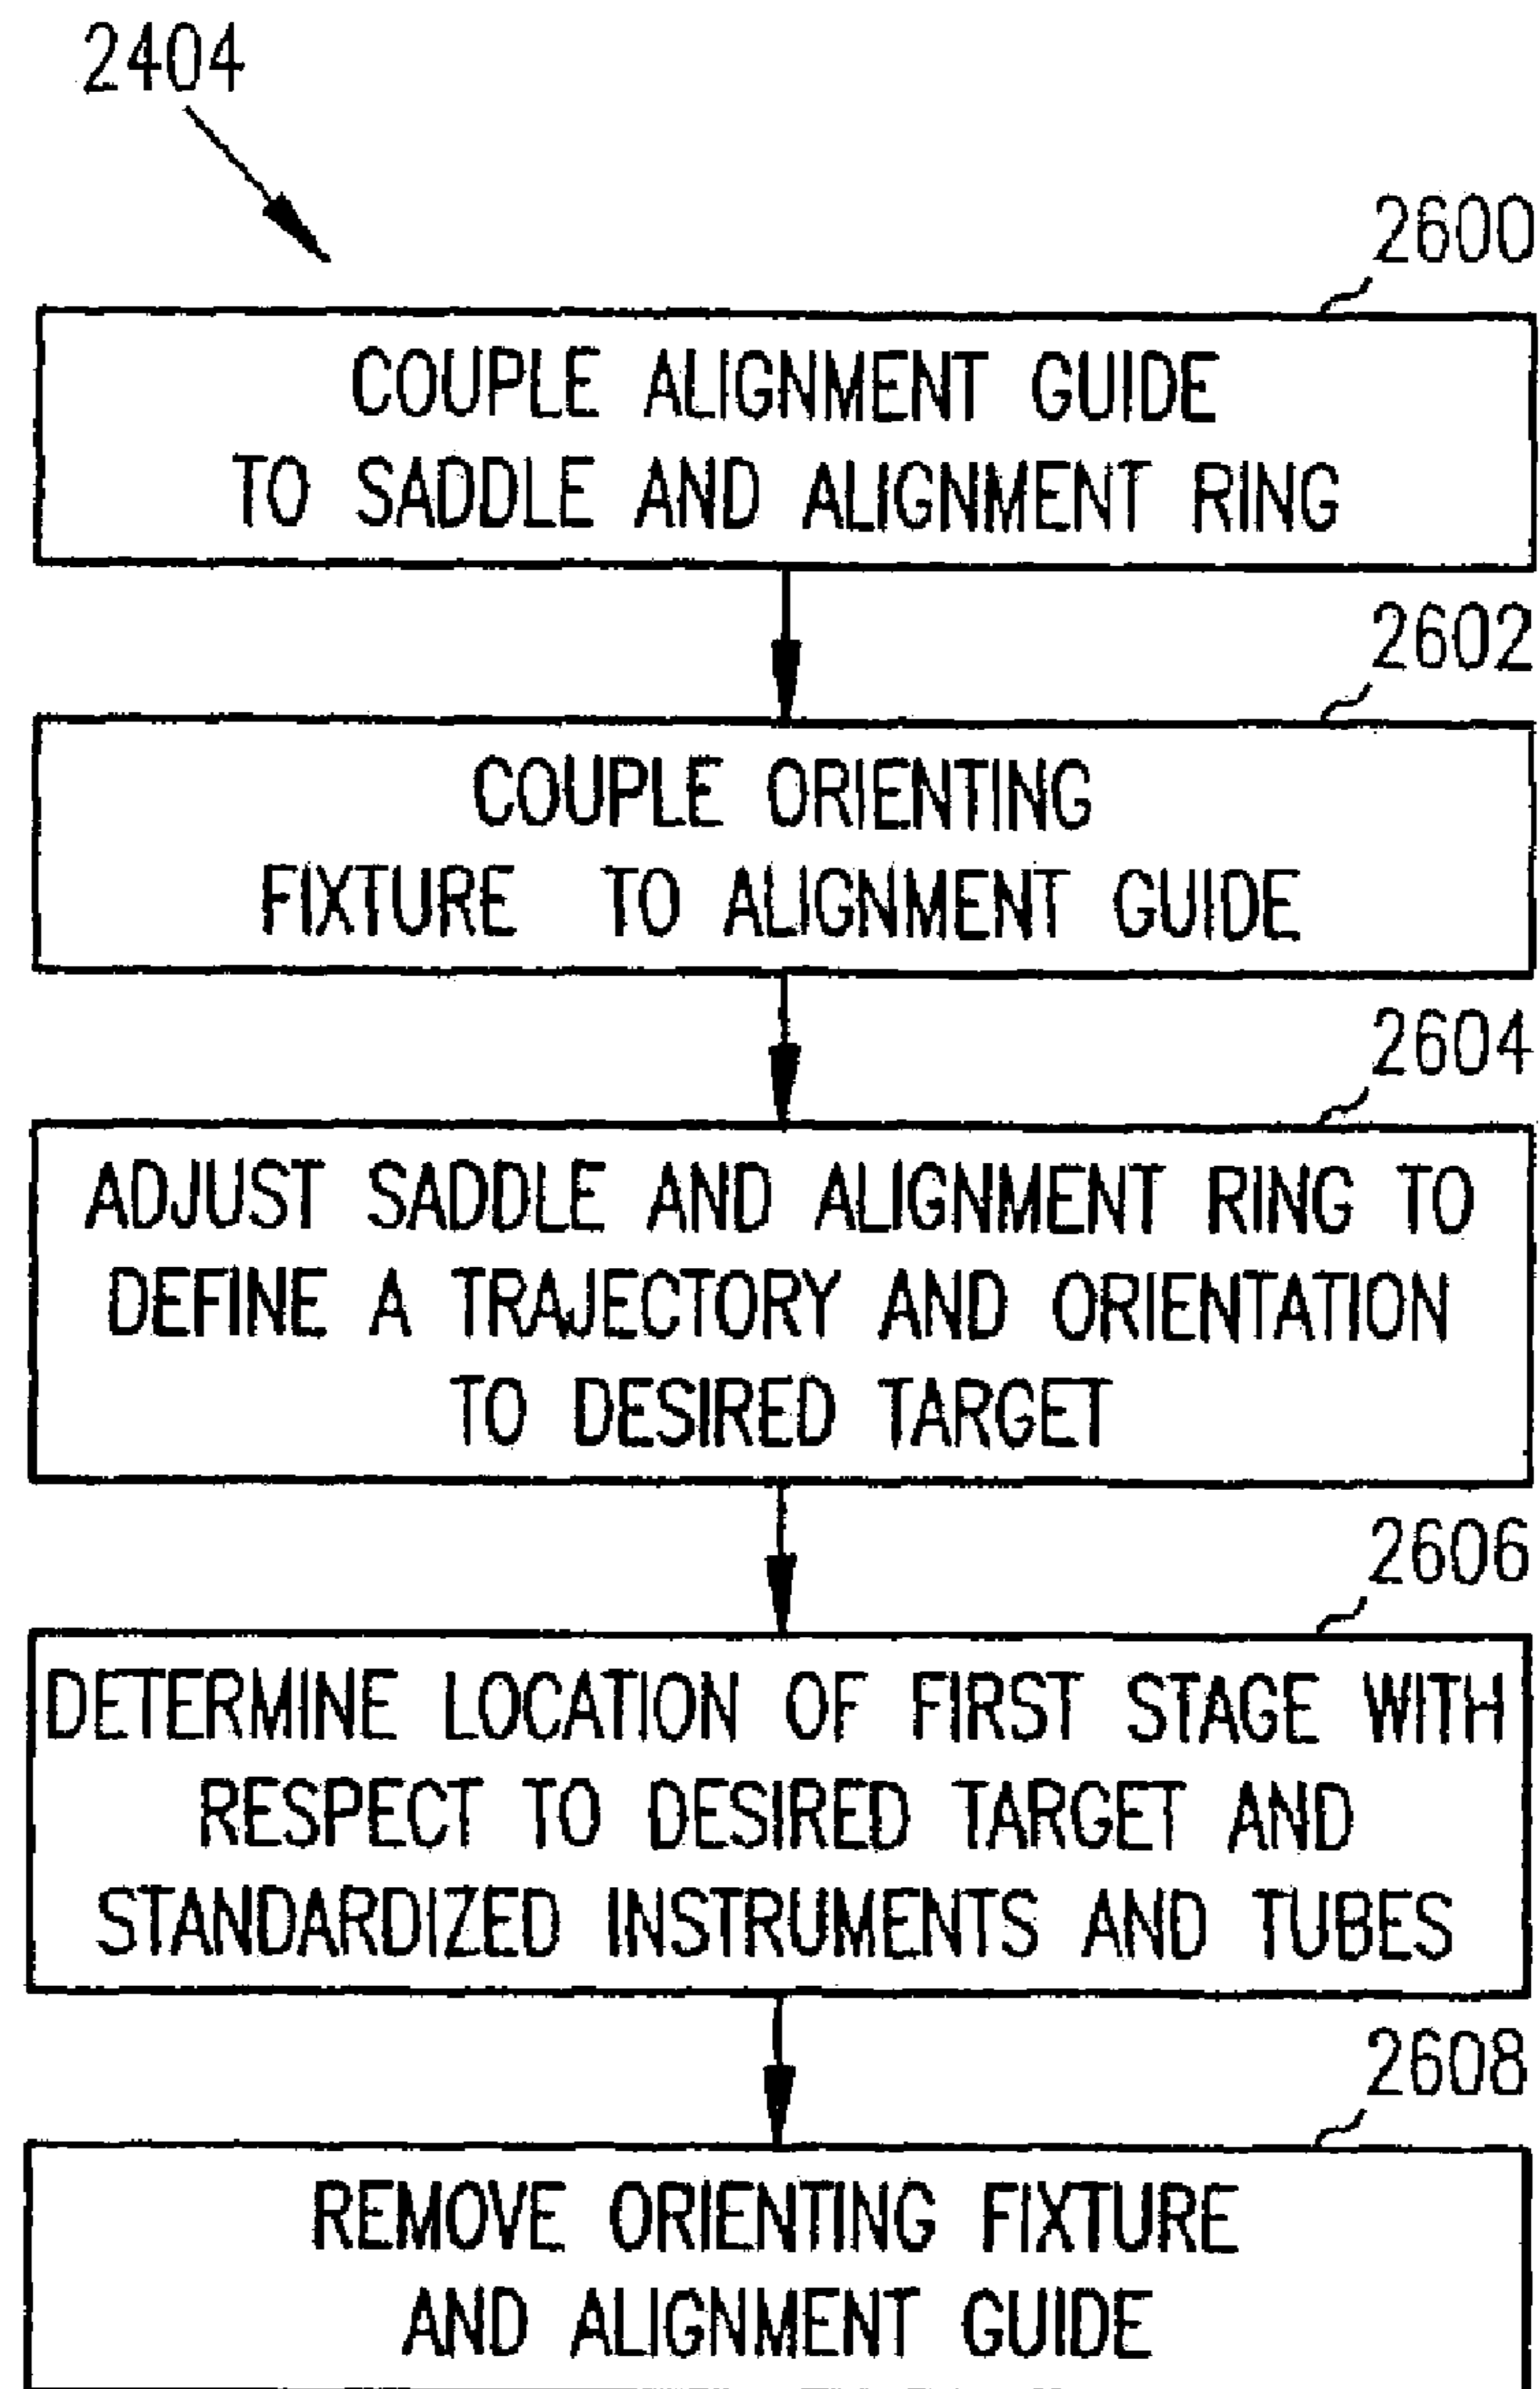 2404
2600
COUPLE ALIGNMENT GUIDE
TO SADDLE AND ALIGNMENT RING
2602
COUPLE ORIENTING
FIXTURE TO ALIGNMENT GUIDE
2604
ADJUST SADDLE AND ALIGNMENT RING TO
DEFINE A TRAJECTORY AND ORIENTATION
TO DESIRED TARGET
2606
DETERMINE LOCATION OF FIRST STAGE WITH
RESPECT TO DESIRED TARGET AND
STANDARDIZED INSTRUMENTS AND TUBES
2608
REMOVE ORIENTING FIXTURE
AND ALIGNMENT GUIDE